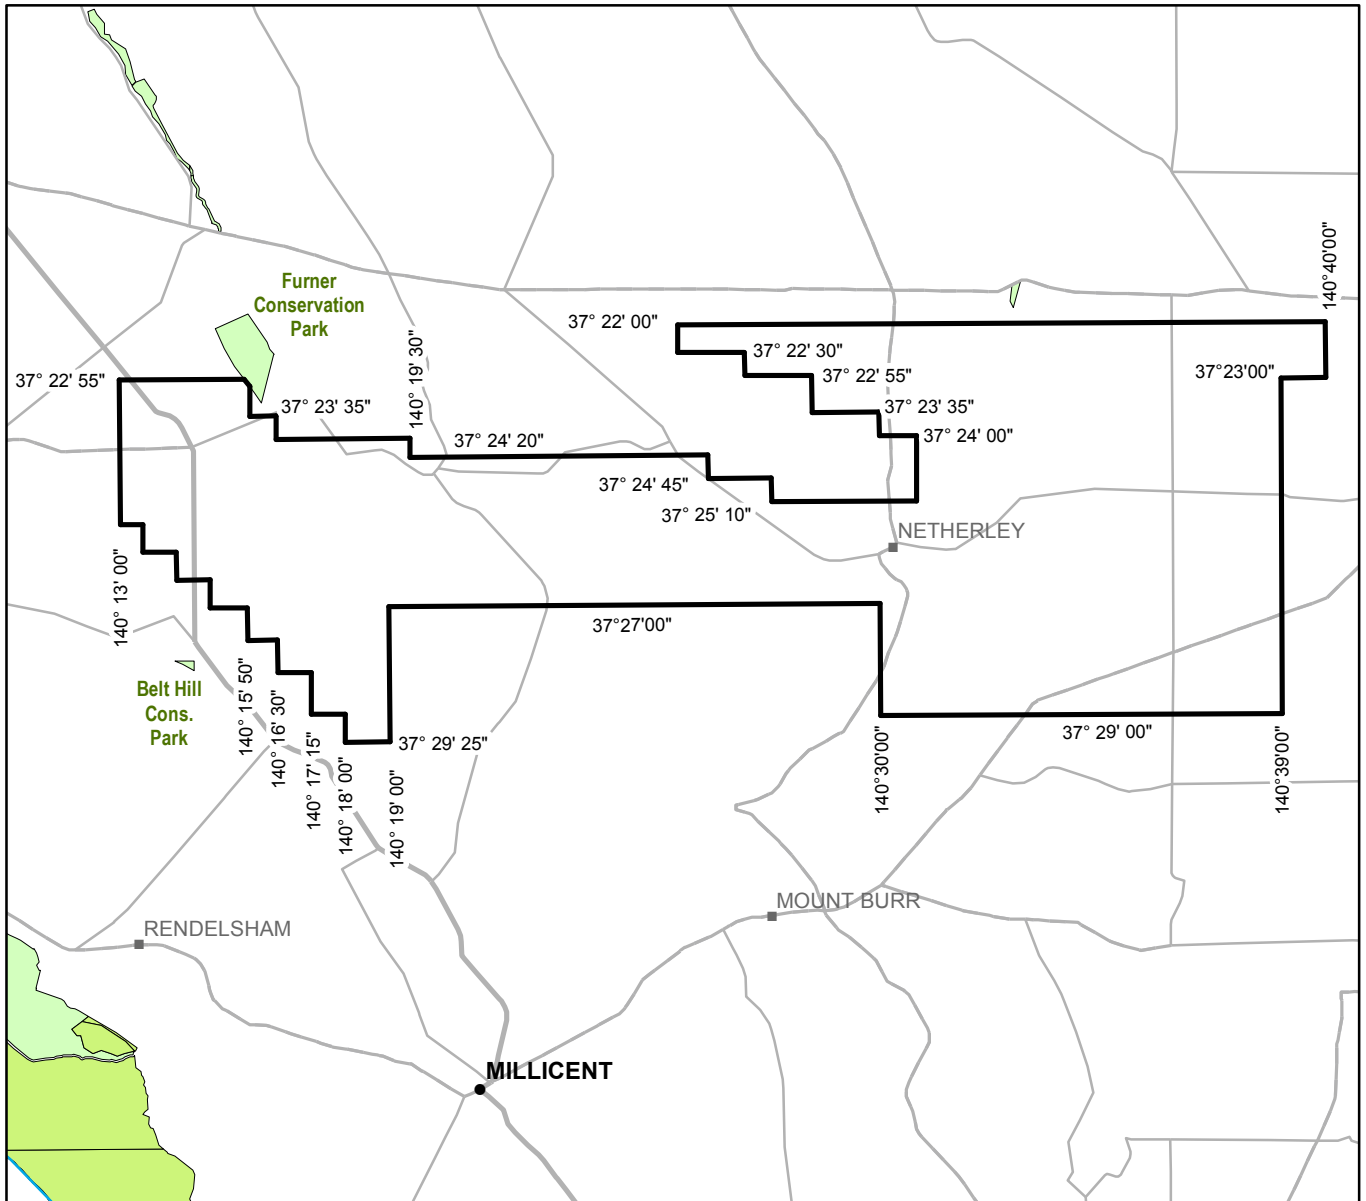 140°40'00"
Furner
Conservation
Park
37° 22' 00"
140° 19' 30"
37° 22' 30"
37° 22' 55"
37° 22' 55"
37°23'00"
37° 23' 35"
37° 23' 35"
37° 24' 20"
37° 24' 00"
37° 24' 45"
37° 25' 10"
NETHERLEY
140° 13' 00"
37°27'00"
Belt Hill
Cons.
Park
140° 15' 50"
140° 16' 30"
140° 17' 15"
140° 18' 00"
140° 19' 00"
37° 29' 25"
37° 29' 00"
140°30'00"
140°39'00"
MOUNT BURR
RENDELSHAM
MILLICENT